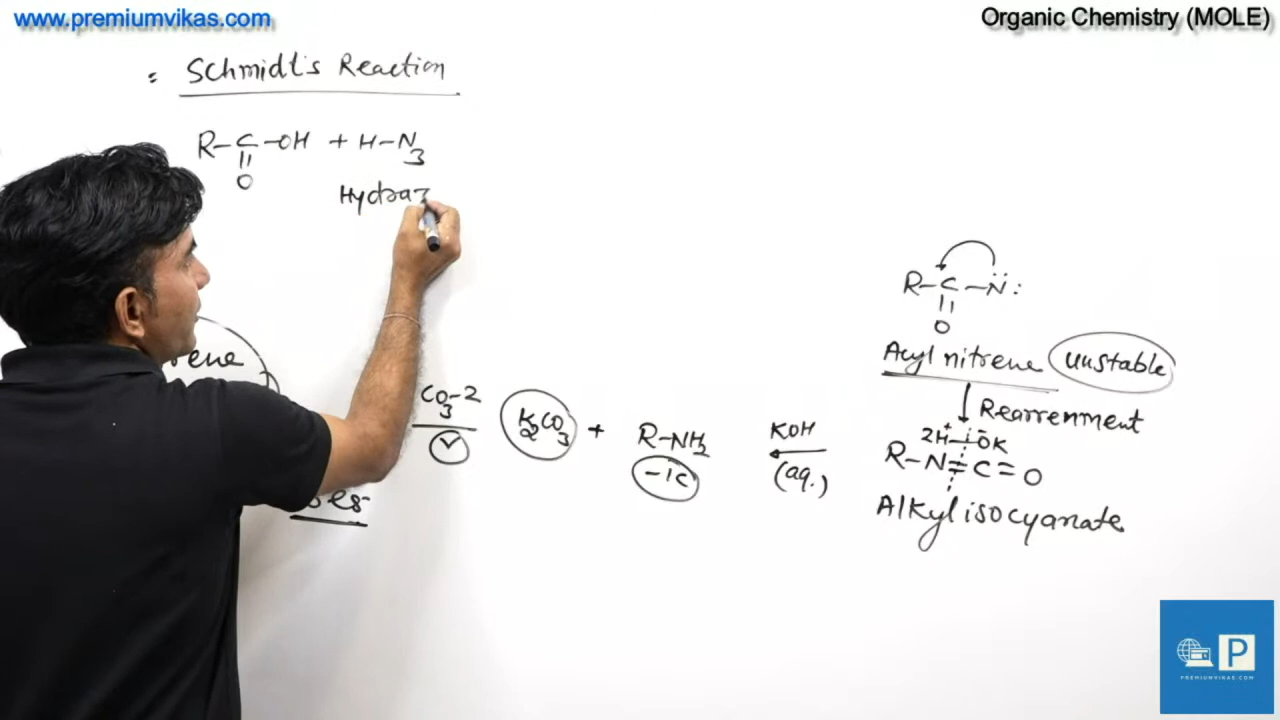 www.premiumvikas.com
Organic Chemistry (MOLE)
Schmidt's Reaction
R-C-OH + H-N3
O
Hydraz
R-C-N:
O
Acyl nitrene unstable
Rearrenment
CO3-2 K2CO3 + R-NH2 KOH
-1C (aq.)
2H+ -OK
R-N=C=O
Alkyl isocyanate
P
PREMIUMVIKAS.COM